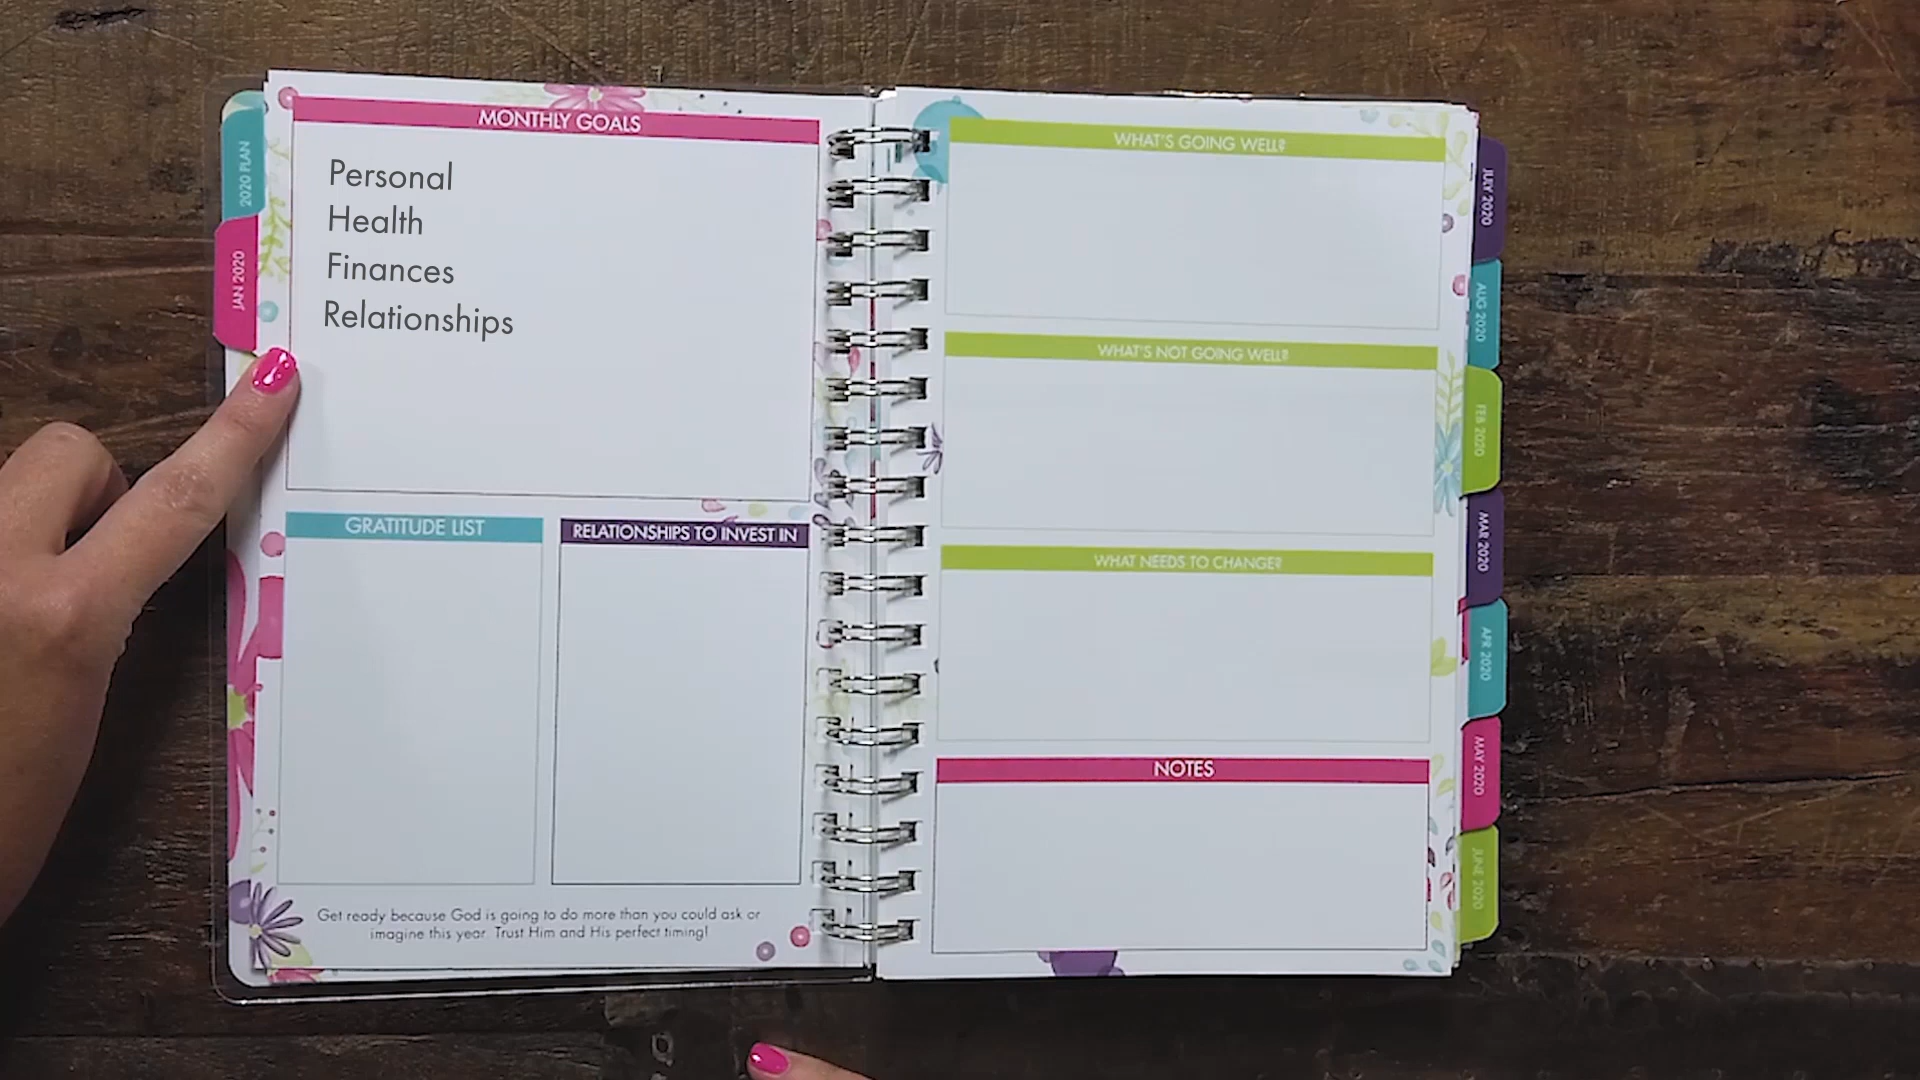 2020 PLAN
JAN 2020
MONTHLY GOALS
Personal
Health
Finances
Relationships
GRATITUDE LIST
RELATIONSHIPS TO INVEST IN
Get ready because God is going to do more than you could ask or
imagine this year. Trust Him and His perfect timing!
WHAT'S GOING WELL?
WHAT'S NOT GOING WELL?
WHAT NEEDS TO CHANGE?
NOTES
JULY 2020
AUG 2020
FEB 2020
MAR 2020
APR 2020
MAY 2020
JUNE 2020